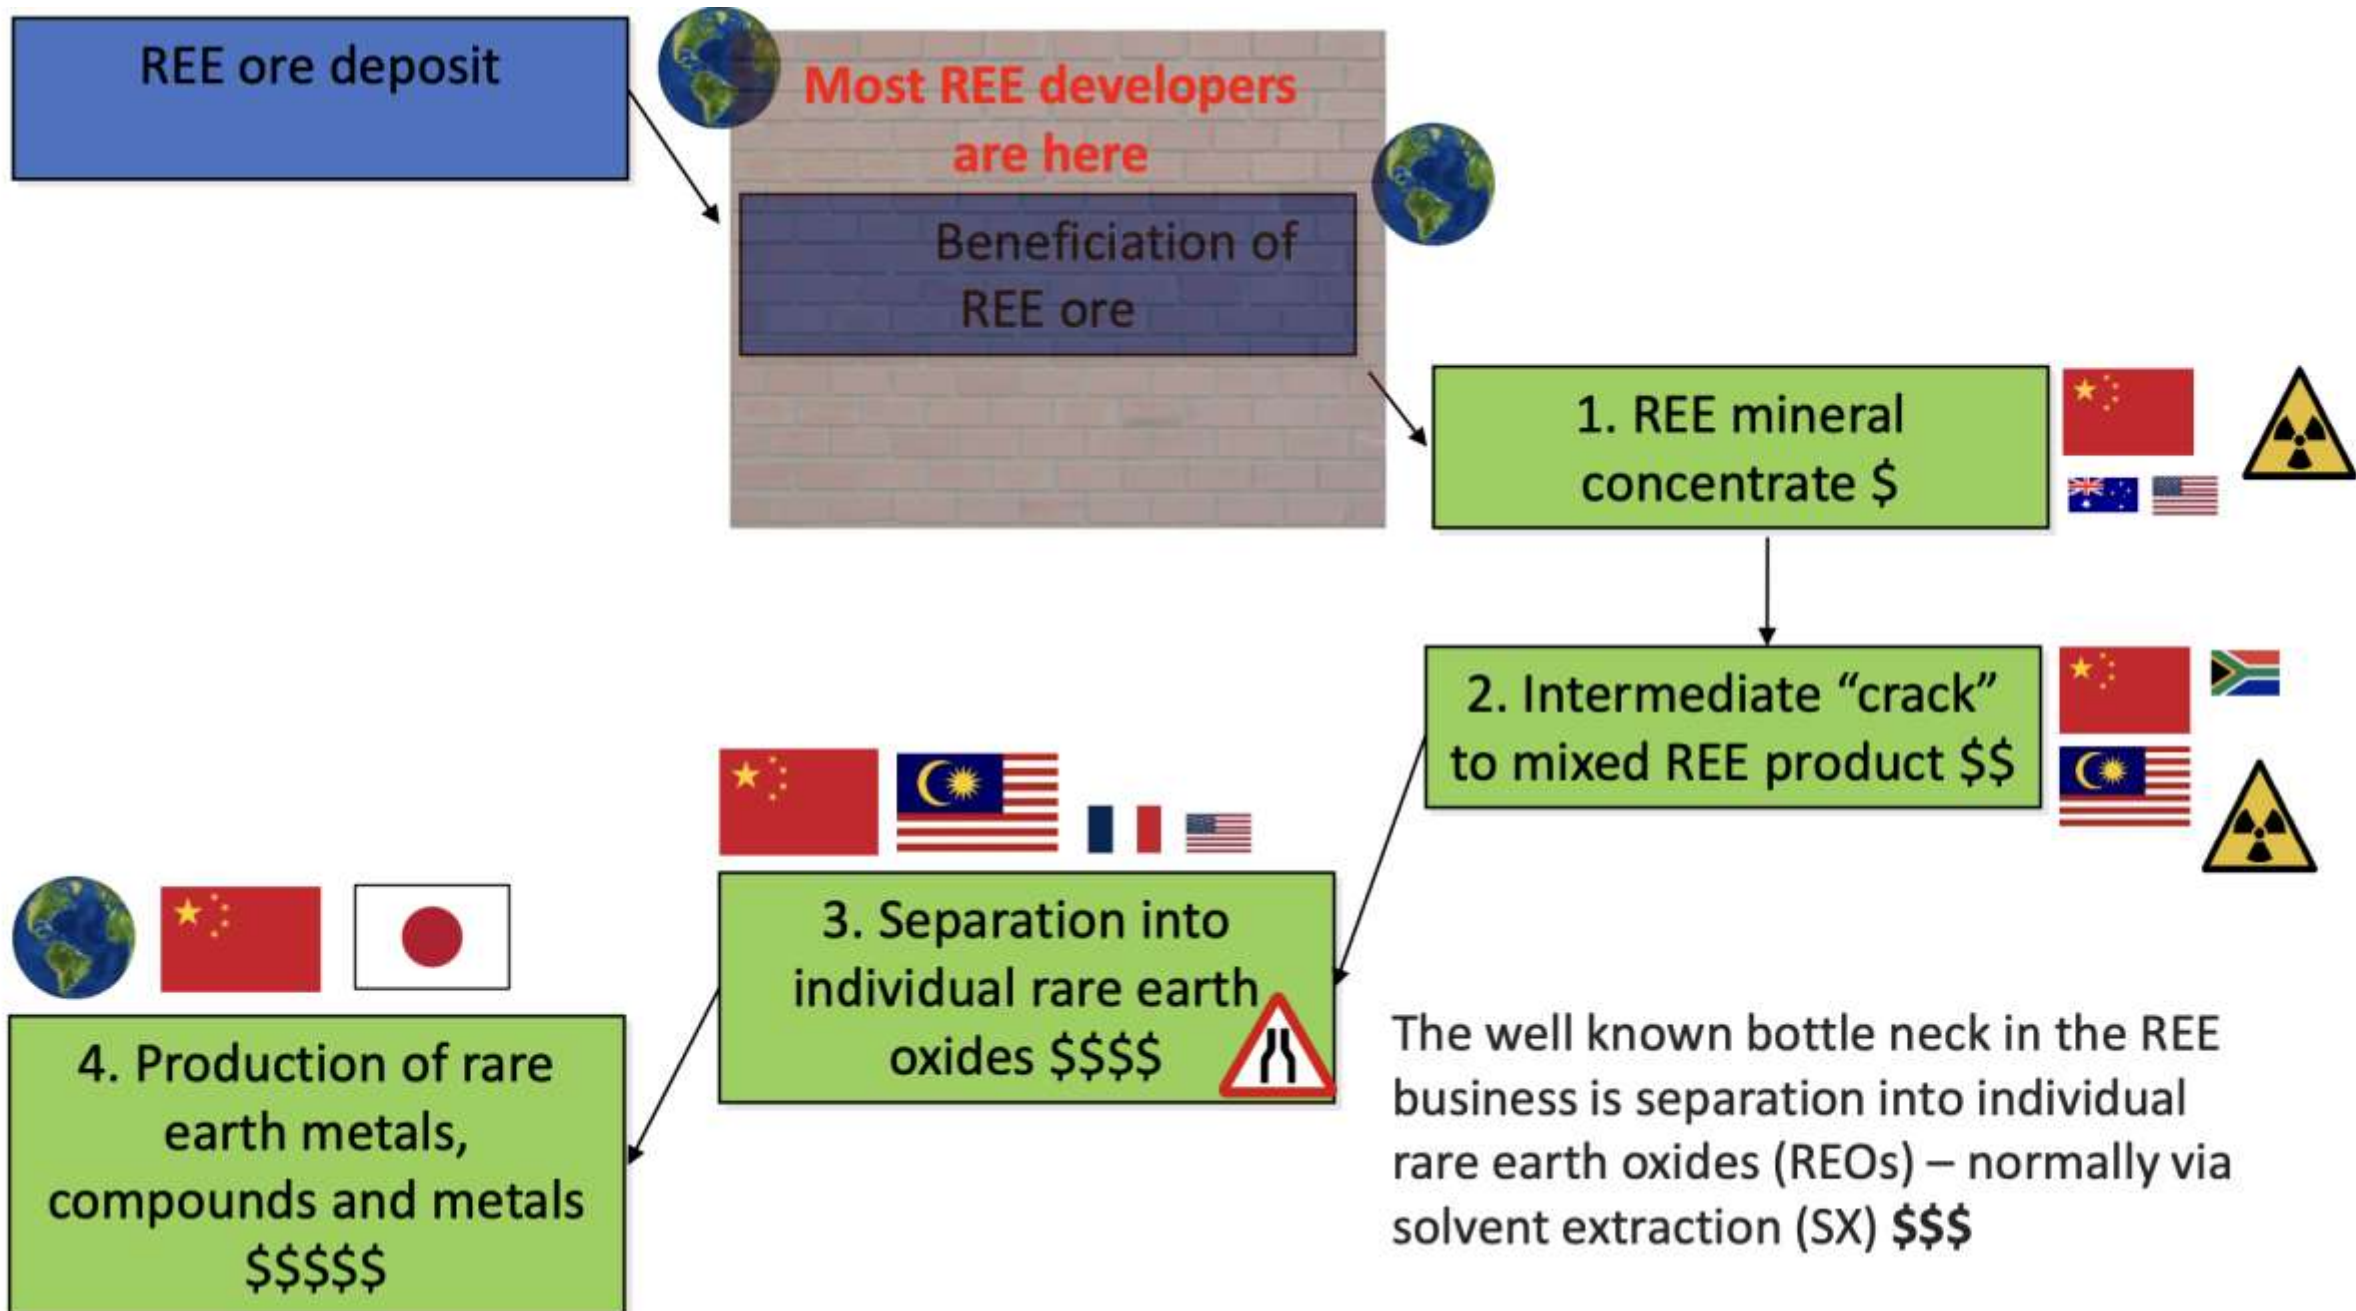 REE ore deposit
Most REE developers
are here
Beneficiation of
REE ore
1. REE mineral
concentrate $
2. Intermediate “crack”
to mixed REE product $$
3. Separation into
individual rare earth
oxides $$$$
4. Production of rare
earth metals,
compounds and metals
$$$$$
The well known bottle neck in the REE
business is separation into individual
rare earth oxides (REOs) – normally via
solvent extraction (SX) $$$